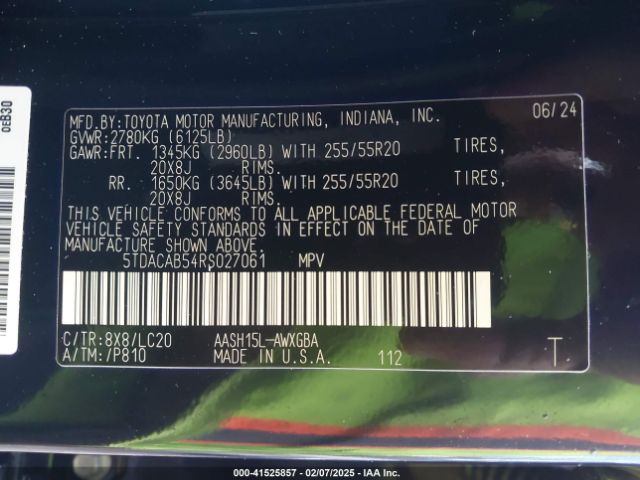 0EB30
MFD.BY:TOYOTA MOTOR MANUFACTURING, INDIANA, INC. 06/24
GVWR:2780KG (6125LB)
GAWR:FRT. 1345KG (2960LB) WITH 255/55R20 TIRES,
20X8J RIMS.
RR. 1650KG (3645LB) WITH 255/55R20 TIRES,
20X8J RIMS.
THIS VEHICLE CONFORMS TO ALL APPLICABLE FEDERAL MOTOR
VEHICLE SAFETY STANDARDS IN EFFECT ON THE DATE OF
MANUFACTURE SHOWN ABOVE.
5TDACAB54RS027061 MPV
C/TR:8X8/LC20 AASH15L-AWXGBA
A/TM:/P810 MADE IN U.S.A. 112 T
000-41525857 - 02/07/2025 - IAA Inc.